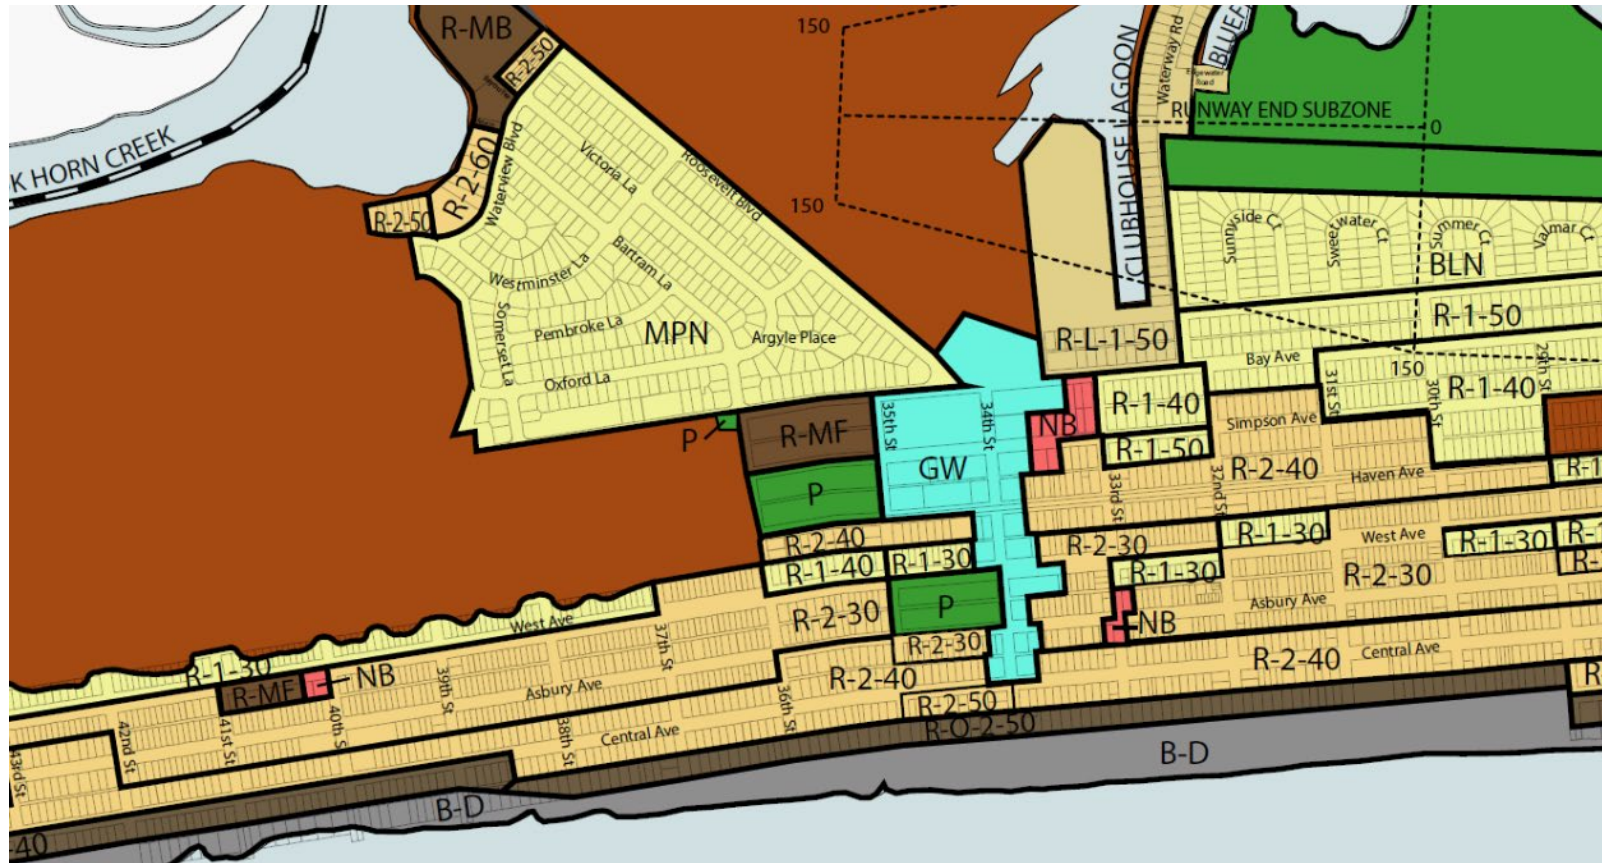 R-MB
150
R-2-50
CLUBHOUSE LAGOON
Waterway Rd
BLUEF
Edgewater
Road
RUNWAY END SUBZONE
0
K HORN CREEK
Waterview Blvd
Victoria La
Roosevelt Blvd
R-2-60
R-2-50
150
Sunnyside Ct
Sweetwater Ct
Summer Ct
Valmar Ct
BLN
Westminster La
Bartram La
Somerset La
Pembroke La
MPN
Argyle Place
Oxford La
R-L-1-50
R-1-50
Bay Ave
150
29th St
31st St
30th St
R-1-40
R-1-40
NB
P
R-MF
35th St
34th St
Simpson Ave
R-1-50
GW
33rd St
32nd St
R-2-40
Haven Ave
R-1
P
R-2-40
R-2-30
R-1-30
West Ave
R-1-30
R-1
R-1-40
R-1-30
R-1-30
R-2-30
R-
P
R-2-30
Asbury Ave
NB
West Ave
37th St
R-2-30
R-1-30
R-MF
NB
39th St
Asbury Ave
R-2-40
36th St
R-2-40
Central Ave
R
R-2-50
R-O-2-50
43rd St
42nd St
41st St
40th S
38th St
Central Ave
B-D
B-D
-40